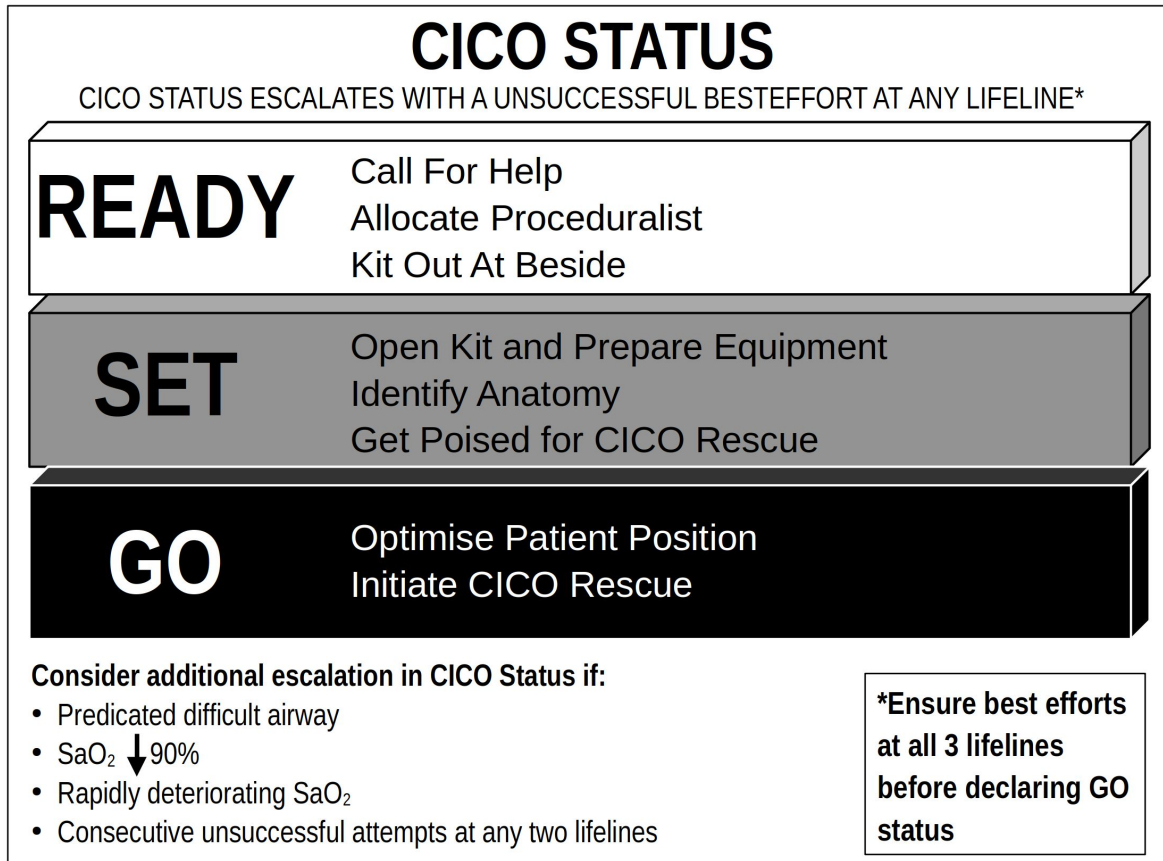 CICO STATUS
CICO STATUS ESCALATES WITH A UNSUCCESSFUL BESTEFFORT AT ANY LIFELINE*
READY
Call For Help
Allocate Proceduralist
Kit Out At Beside
SET
Open Kit and Prepare Equipment
Identify Anatomy
Get Poised for CICO Rescue
GO
Optimise Patient Position
Initiate CICO Rescue
Consider additional escalation in CICO Status if:
• Predicated difficult airway
• SaO₂ ↓ 90%
• Rapidly deteriorating SaO₂
• Consecutive unsuccessful attempts at any two lifelines
*Ensure best efforts
at all 3 lifelines
before declaring GO
status